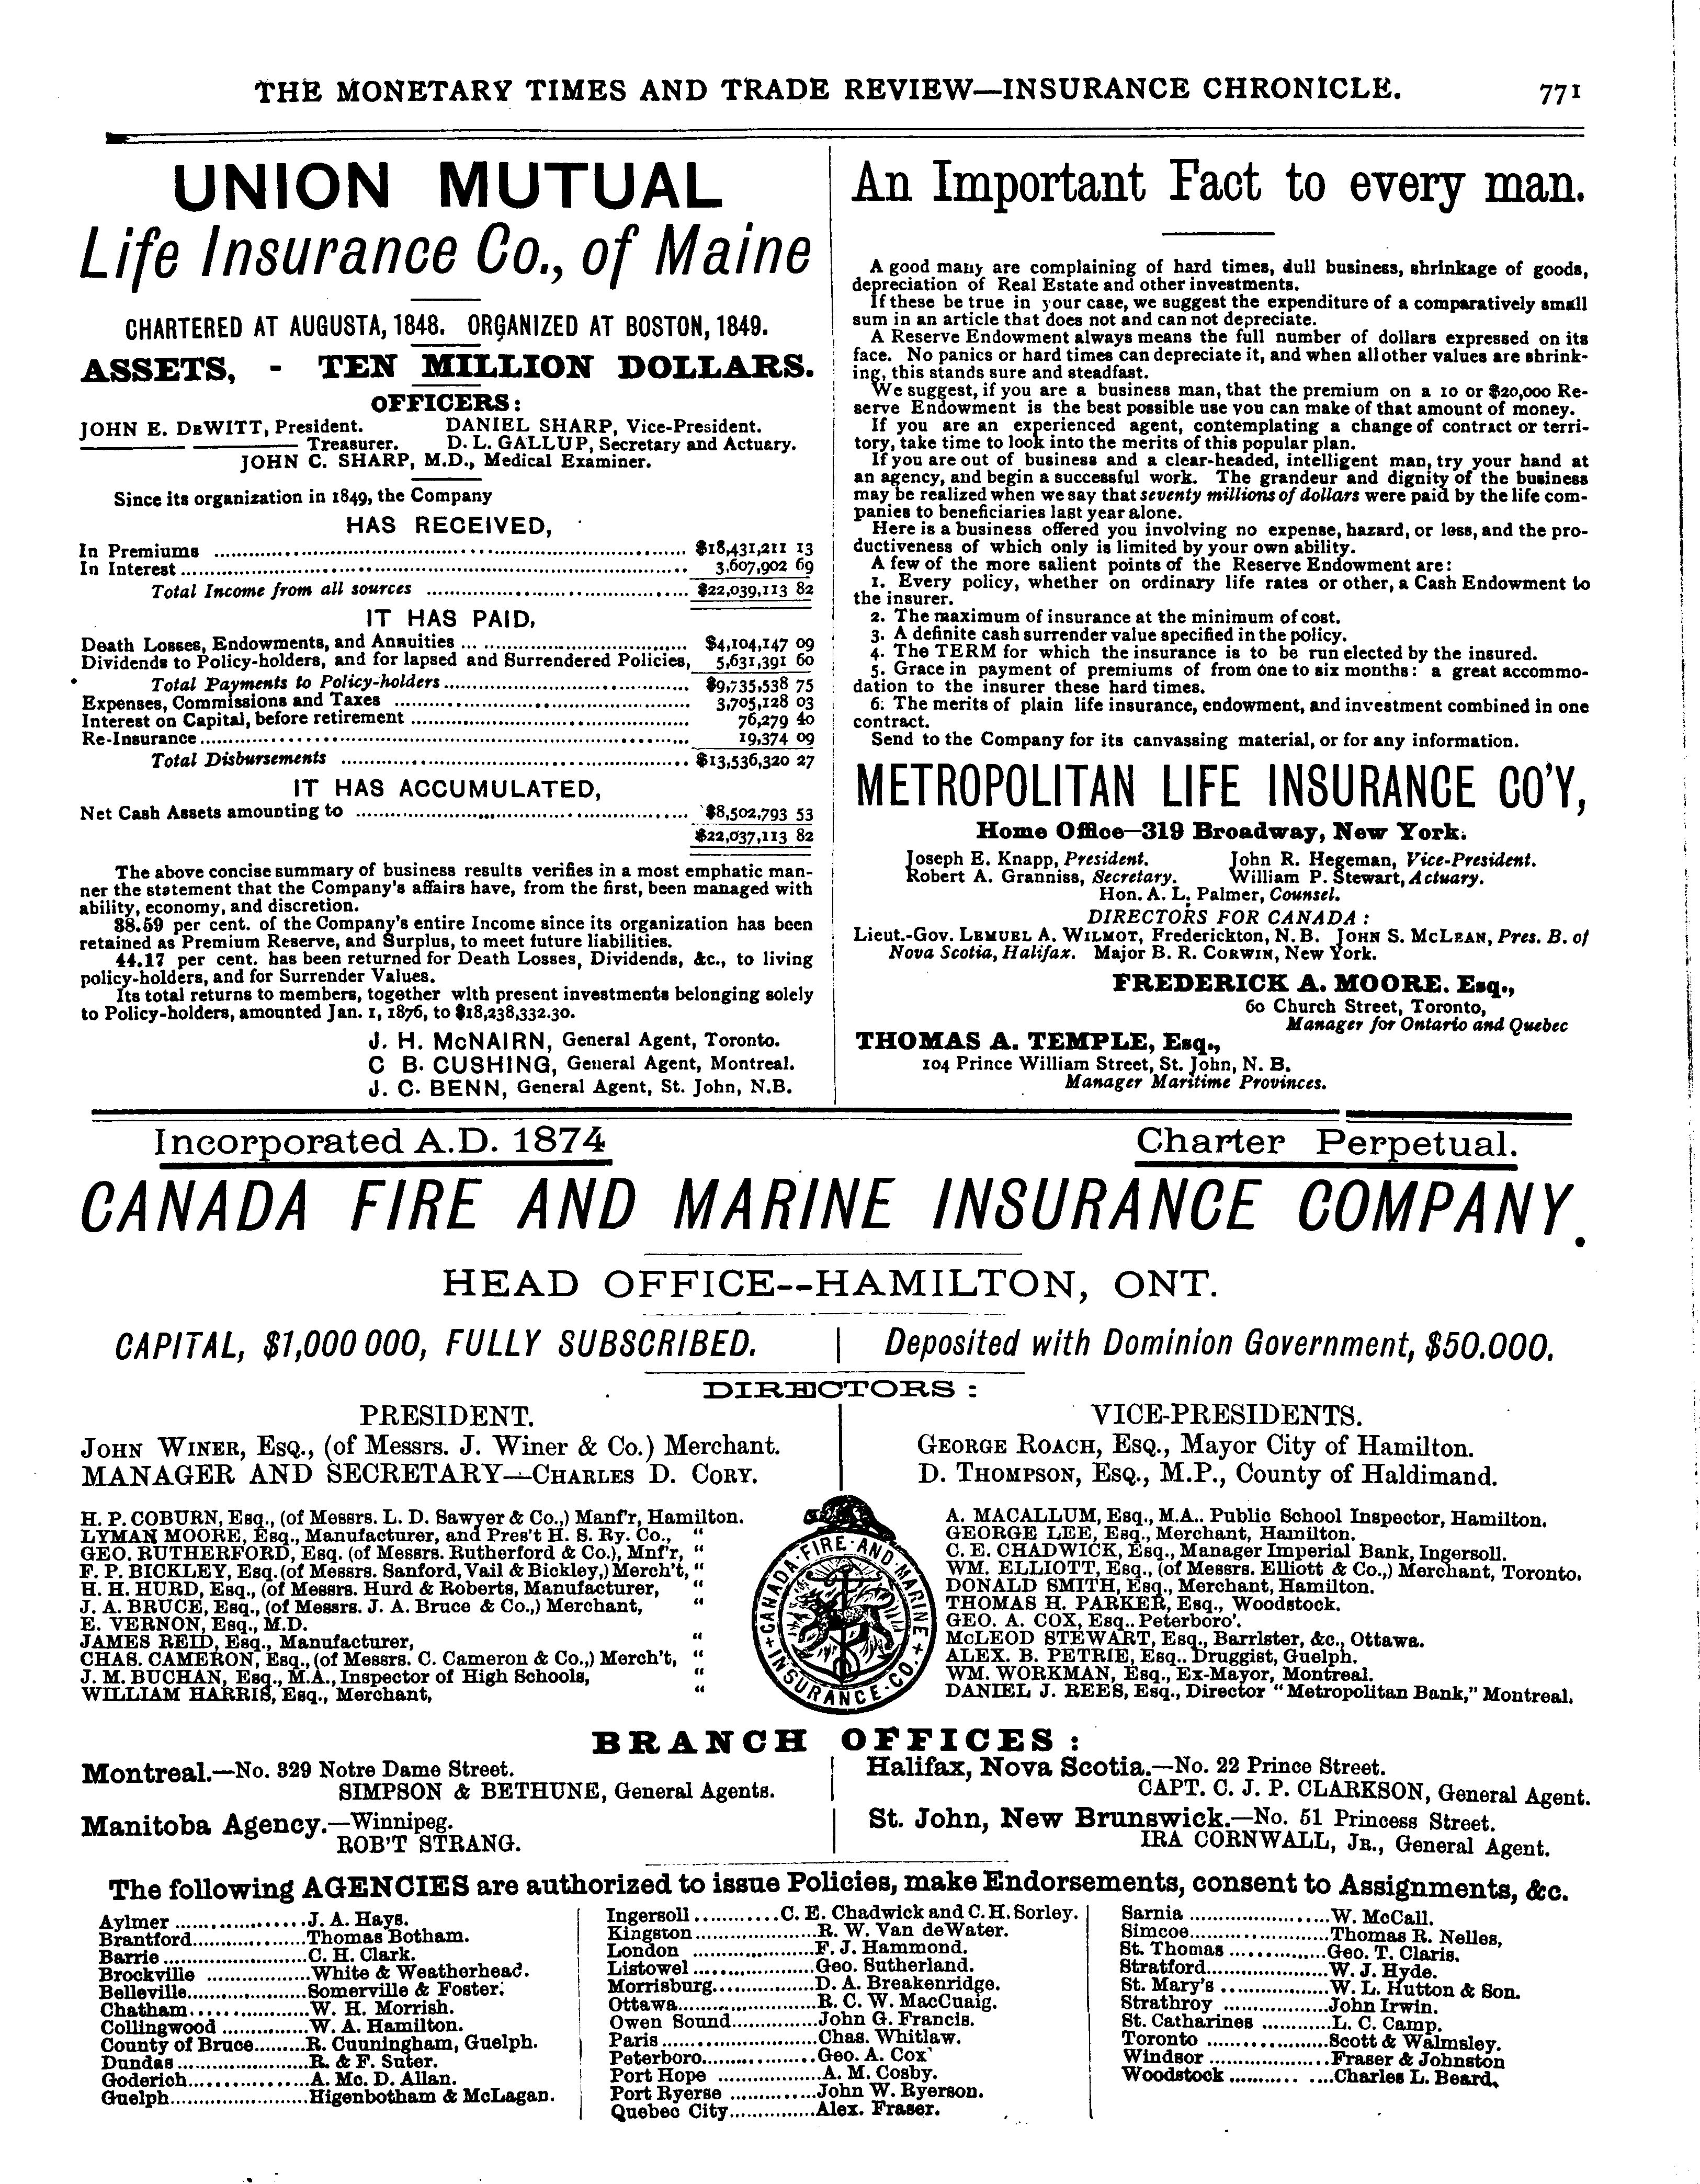 THE MONETARY TIMES AND TRADE REVIEW—INSURANCE CHRONICLE. 771
UNION MUTUAL
Life Insurance Co., of Maine
CHARTERED AT AUGUSTA, 1848. ORGANIZED AT BOSTON, 1849.
ASSETS, - TEN MILLION DOLLARS.
OFFICERS:
JOHN E. DEWITT, President. DANIEL SHARP, Vice-President.
Treasurer. D. L. GALLUP, Secretary and Actuary.
JOHN C. SHARP, M.D., Medical Examiner.
Since its organization in 1849, the Company
HAS RECEIVED,
In Premiums $18,431,211 13
In Interest 3,607,902 69
Total Income from all sources $22,039,113 82
IT HAS PAID,
Death Losses, Endowments, and Annuities ... $4,104,147 09
Dividends to Policy-holders, and for lapsed and Surrendered Policies, 5,631,391 60
Total Payments to Policy-holders $9,735,538 75
Expenses, Commissions and Taxes 3,705,128 03
Interest on Capital, before retirement 76,279 40
Re-Insurance 19,374 09
Total Disbursements $13,536,320 27
IT HAS ACCUMULATED,
Net Cash Assets amounting to $8,502,793 53
$22,037,113 82
The above concise summary of business results verifies in a most emphatic man-
ner the statement that the Company's affairs have, from the first, been managed with
ability, economy, and discretion.
38.59 per cent. of the Company's entire Income since its organization has been
retained as Premium Reserve, and Surplus, to meet future liabilities.
44.17 per cent. has been returned for Death Losses, Dividends, &c., to living
policy-holders, and for Surrender Values.
Its total returns to members, together with present investments belonging solely
to Policy-holders, amounted Jan. 1, 1876, to $18,238,332.30.
J. H. McNAIRN, General Agent, Toronto.
C B. CUSHING, General Agent, Montreal.
J. C. BENN, General Agent, St. John, N.B.
An Important Fact to every man.
A good many are complaining of hard times, dull business, shrinkage of goods,
depreciation of Real Estate and other investments.
If these be true in your case, we suggest the expenditure of a comparatively small
sum in an article that does not and can not depreciate.
A Reserve Endowment always means the full number of dollars expressed on its
face. No panics or hard times can depreciate it, and when all other values are shrink-
ing, this stands sure and steadfast.
We suggest, if you are a business man, that the premium on a 10 or $20,000 Re-
serve Endowment is the best possible use you can make of that amount of money.
If you are an experienced agent, contemplating a change of contract or terri-
tory, take time to look into the merits of this popular plan.
If you are out of business and a clear-headed, intelligent man, try your hand at
an agency, and begin a successful work. The grandeur and dignity of the business
may be realized when we say that seventy millions of dollars were paid by the life com-
panies to beneficiaries last year alone.
Here is a business offered you involving no expense, hazard, or loss, and the pro-
ductiveness of which only is limited by your own ability.
A few of the more salient points of the Reserve Endowment are:
1. Every policy, whether on ordinary life rates or other, a Cash Endowment to
the insurer.
2. The maximum of insurance at the minimum of cost.
3. A definite cash surrender value specified in the policy.
4. The TERM for which the insurance is to be run elected by the insured.
5. Grace in payment of premiums of from one to six months: a great accommo-
dation to the insurer these hard times.
6. The merits of plain life insurance, endowment, and investment combined in one
contract.
Send to the Company for its canvassing material, or for any information.
METROPOLITAN LIFE INSURANCE CO'Y,
Home Office—319 Broadway, New York.
Joseph E. Knapp, President. John R. Hegeman, Vice-President.
Robert A. Granniss, Secretary. William P. Stewart, Actuary.
Hon. A. L. Palmer, Counsel.
DIRECTORS FOR CANADA:
Lieut.-Gov. LEMUEL A. WILMOT, Frederickton, N.B. JOHN S. MCLEAN, Pres. B. of
Nova Scotia, Halifax. Major B. R. CORWIN, New York.
FREDERICK A. MOORE. Esq.,
60 Church Street, Toronto,
Manager for Ontario and Quebec
THOMAS A. TEMPLE, Esq.,
104 Prince William Street, St. John, N. B.
Manager Maritime Provinces.
Incorporated A.D. 1874 Charter Perpetual.
CANADA FIRE AND MARINE INSURANCE COMPANY.
HEAD OFFICE--HAMILTON, ONT.
CAPITAL, $1,000 000, FULLY SUBSCRIBED. | Deposited with Dominion Government, $50.000.
DIRECTORS:
PRESIDENT.
JOHN WINER, ESQ., (of Messrs. J. Winer & Co.) Merchant.
MANAGER AND SECRETARY—CHARLES D. CORY.
VICE-PRESIDENTS.
GEORGE ROACH, ESQ., Mayor City of Hamilton.
D. THOMPSON, ESQ., M.P., County of Haldimand.
H. P. COBURN, Esq., (of Messrs. L. D. Sawyer & Co.,) Manf'r, Hamilton.
LYMAN MOORE, Esq., Manufacturer, and Pres't H. S. Ry. Co., "
GEO. RUTHERFORD, Esq. (of Messrs. Rutherford & Co.), Mnf'r, "
F. P. BICKLEY, Esq. (of Messrs. Sanford, Vail & Bickley,) Merch't, "
H. H. HURD, Esq., (of Messrs. Hurd & Roberts, Manufacturer, "
J. A. BRUCE, Esq., (of Messrs. J. A. Bruce & Co.,) Merchant, "
E. VERNON, Esq., M.D.
JAMES REID, Esq., Manufacturer, "
CHAS. CAMERON, Esq., (of Messrs. C. Cameron & Co.,) Merch't, "
J. M. BUCHAN, Esq., M.A., Inspector of High Schools, "
WILLIAM HARRIS, Esq., Merchant, "
CANADA·FIRE·AND·MARINE + INSURANCE·CO. +
A. MACALLUM, Esq., M.A.. Public School Inspector, Hamilton.
GEORGE LEE, Esq., Merchant, Hamilton.
C. E. CHADWICK, Esq., Manager Imperial Bank, Ingersoll.
WM. ELLIOTT, Esq., (of Messrs. Elliott & Co.,) Merchant, Toronto.
DONALD SMITH, Esq., Merchant, Hamilton.
THOMAS H. PARKER, Esq., Woodstock.
GEO. A. COX, Esq.. Peterboro'.
McLEOD STEWART, Esq., Barrister, &c., Ottawa.
ALEX. B. PETRIE, Esq.. Druggist, Guelph.
WM. WORKMAN, Esq., Ex-Mayor, Montreal.
DANIEL J. REES, Esq., Director "Metropolitan Bank," Montreal.
BRANCH OFFICES:
Montreal.—No. 329 Notre Dame Street.
SIMPSON & BETHUNE, General Agents.
Manitoba Agency.—Winnipeg.
ROB'T STRANG.
Halifax, Nova Scotia.—No. 22 Prince Street.
CAPT. C. J. P. CLARKSON, General Agent.
St. John, New Brunswick.—No. 51 Princess Street.
IRA CORNWALL, JR., General Agent.
The following AGENCIES are authorized to issue Policies, make Endorsements, consent to Assignments, &c.
Aylmer J. A. Hays.
Brantford Thomas Botham.
Barrie C. H. Clark.
Brockville White & Weatherhead.
Belleville Somerville & Foster.
Chatham W. H. Morrish.
Collingwood W. A. Hamilton.
County of Bruce R. Cuuningham, Guelph.
Dundas R. & F. Suter.
Goderich A. Mc. D. Allan.
Guelph Higenbotham & McLagan.
Ingersoll C. E. Chadwick and C. H. Sorley.
Kingston R. W. Van deWater.
London F. J. Hammond.
Listowel Geo. Sutherland.
Morrisburg D. A. Breakenridge.
Ottawa R. C. W. MacCuaig.
Owen Sound John G. Francis.
Paris Chas. Whitlaw.
Peterboro Geo. A. Cox
Port Hope A. M. Cosby.
Port Ryerse John W. Ryerson.
Quebec City Alex. Fraser.
Sarnia W. McCall.
Simcoe Thomas R. Nelles,
St. Thomas Geo. T. Claris.
Stratford W. J. Hyde.
St. Mary's W. L. Hutton & Son.
Strathroy John Irwin.
St. Catharines L. C. Camp.
Toronto Scott & Walmsley.
Windsor Fraser & Johnston
Woodstock Charles L. Beard.